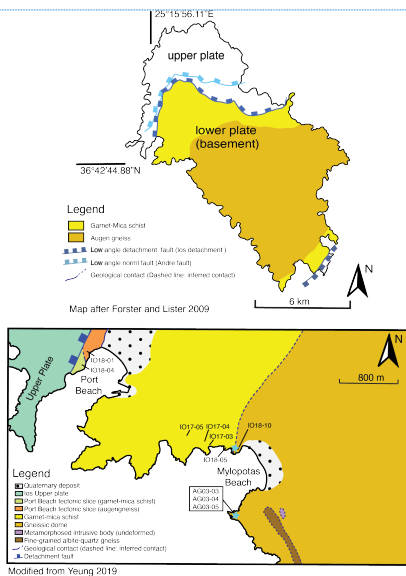 25°15 56.11"E
upper plate
lower plate
(basement)
36°42'44.88"N
Legend
Garnet-Mica schist
Augen gneiss
Low angle detachment fault (Ios detachment )
Low angle norml fault (Andre fault)
Geological contact (Dashed line: inferred contact)
N
6 km
Map after Forster and Lister 2009
N
800 m
Upper Plate
IO18-01
IO18-04
Port
Beach
IO17-05
IO17-04
IO17-03
IO18-10
IO18-05
Mylopotas
Beach
AG03-03
AG03-04
AG03-05
Legend
Quaternary deposit
Ios Upper plate
Port Beach tectonic slice (garnet-mica schist)
Port Beach tectonic slice (augengneiss)
Garnet-mica schist
Gneissic dome
Metamorphosed intrusive body (undeformed)
Fine-grained albite-quartz gneiss
Geological contact (dashed line: inferred contact)
Detachment fault
Modified from Yeung 2019